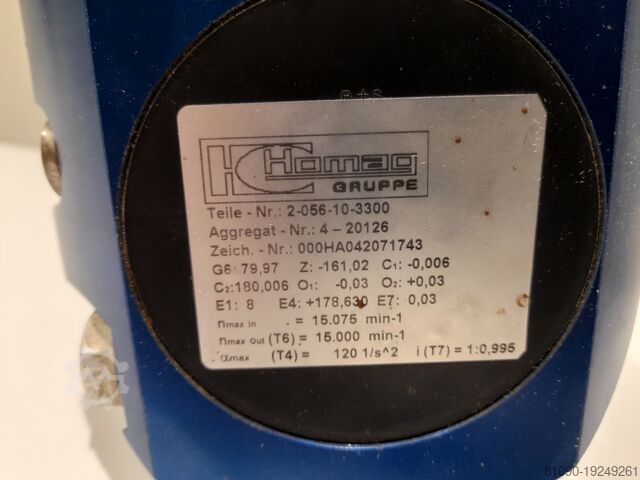 HC Homag
GRUPPE
Teile - Nr.: 2-056-10-3300
Aggregat - Nr.: 4 – 20126
Zeich. - Nr.: 000HA042071743
G6: 79,97 Z: -161,02 C₁: -0,006
C₂: 180,006 O₁: -0,03 O₂: +0,03
E1: 8 E4: +178,630 E7: 0,03
nmax In . = 15.075 min-1
nmax Out (T6) = 15.000 min-1
αmax (T4) = 120 1/s^2 i (T7) = 1:0,995
81090-19249261